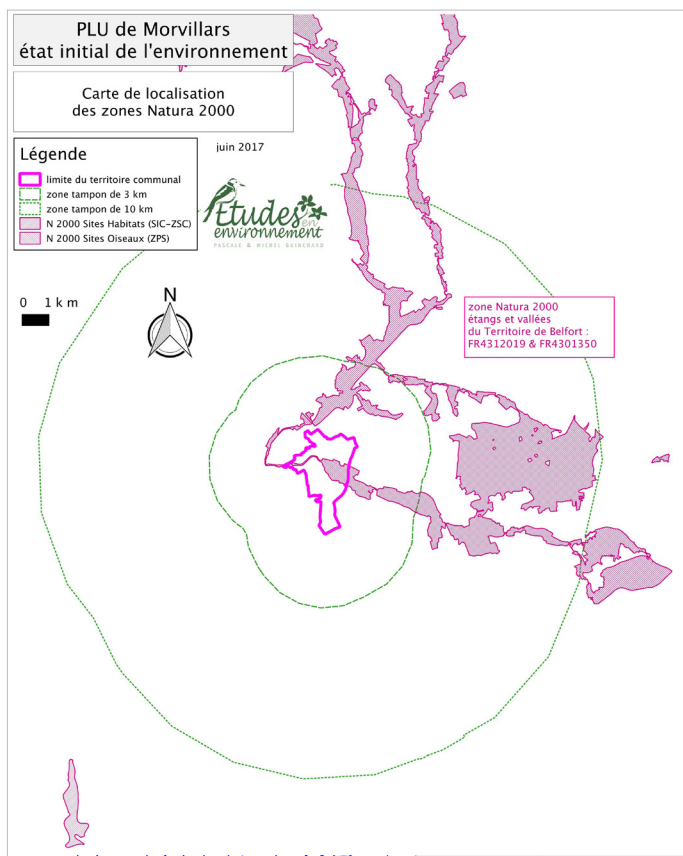 PLU de Morvillars
état initial de l'environnement
Carte de localisation
des zones Natura 2000
juin 2017
Légende
limite du territoire communal
zone tampon de 3 km
zone tampon de 10 km
N 2000 Sites Habitats (SIC-ZSC)
N 2000 Sites Oiseaux (ZPS)
Etudes en
environnement
PASCALE & MICHEL GUINCHARD
0 1 km
N
zone Natura 2000
étangs et vallées
du Territoire de Belfort :
FR4312019 & FR4301350